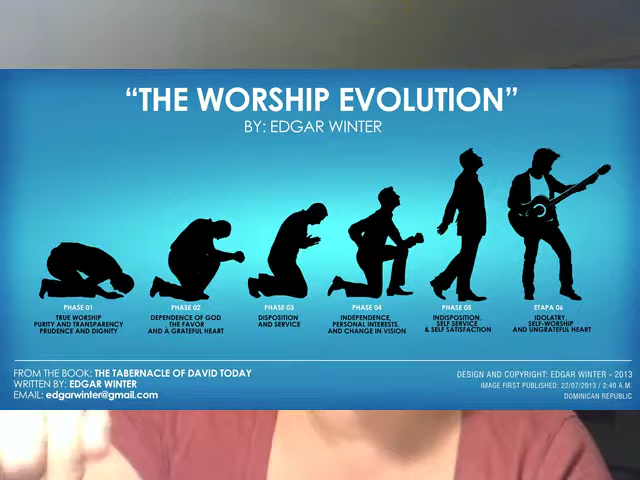 “THE WORSHIP EVOLUTION”
BY: EDGAR WINTER
PHASE 01
TRUE WORSHIP
PURITY AND TRANSPARENCY
PRUDENCE AND DIGNITY
PHASE 02
DEPENDENCE OF GOD
THE FAVOR
AND A GRATEFUL HEART
PHASE 03
DISPOSITION
AND SERVICE
PHASE 04
INDEPENDENCE,
PERSONAL INTERESTS,
AND CHANGE IN VISION
PHASE 05
INDISPOSITION,
SELF SERVICE
& SELF SATISFACTION
ETAPA 06
IDOLATRY,
SELF-WORSHIP
AND UNGRATEFUL HEART
FROM THE BOOK: THE TABERNACLE OF DAVID TODAY
WRITTEN BY: EDGAR WINTER
EMAIL: edgarwinter@gmail.com
DESIGN AND COPYRIGHT: EDGAR WINTER - 2013
IMAGE FIRST PUBLISHED: 22/07/2013 / 2:40 A.M.
DOMINICAN REPUBLIC